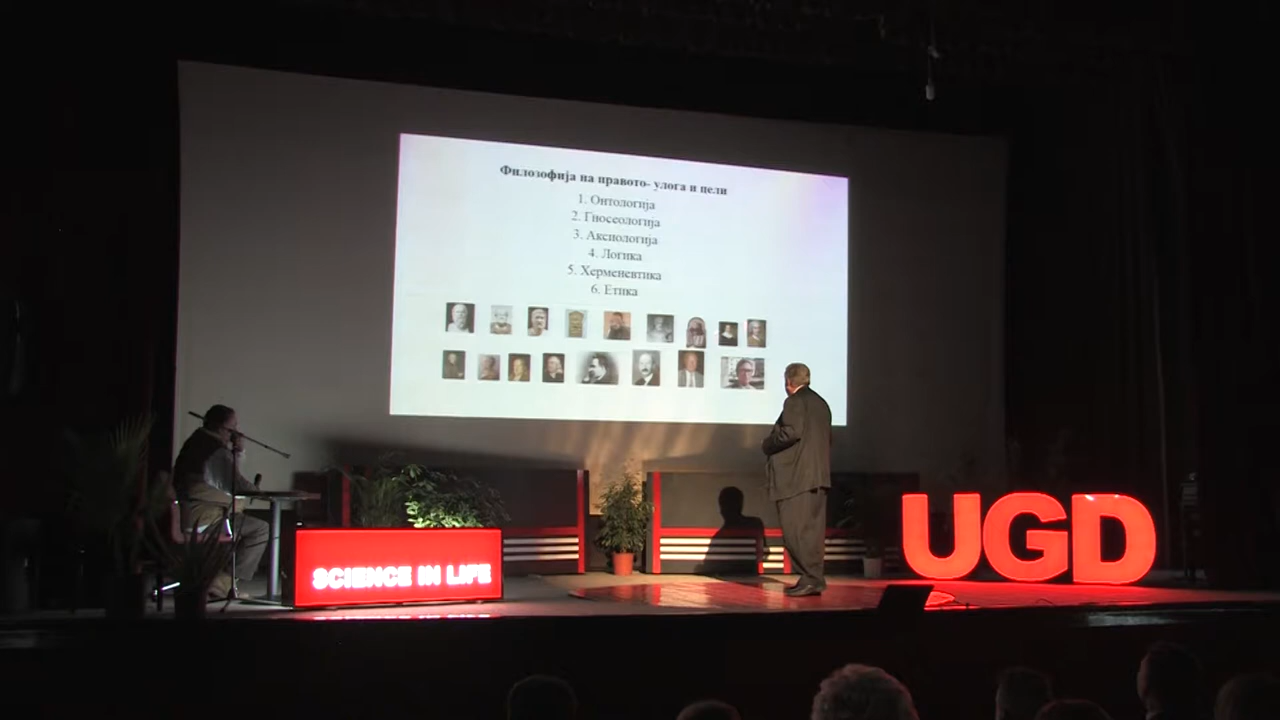 Филозофија на правото- улога и цели
1. Онтологија
2. Гносеологија
3. Аксиологија
4. Логика
5. Херменевтика
6. Етика
SCIENCE IN LIFE
UGD